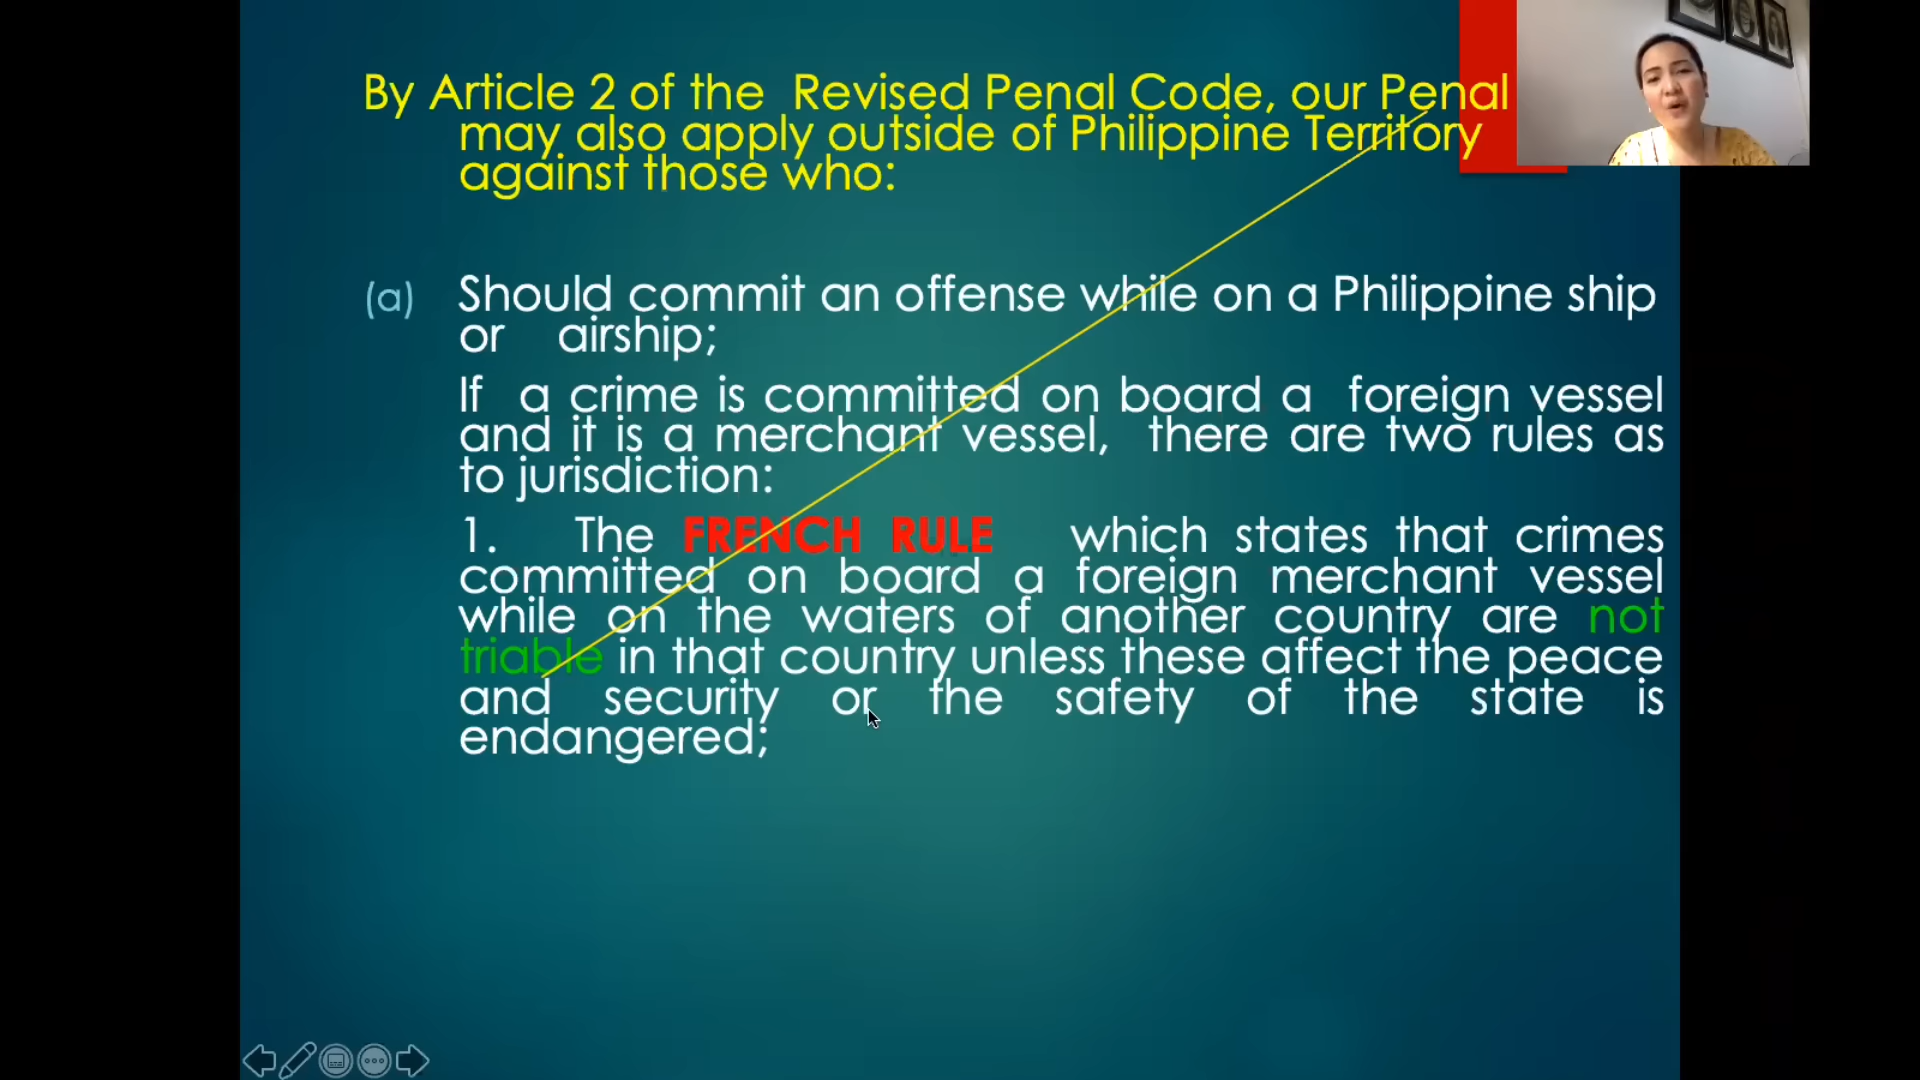 By Article 2 of the Revised Penal Code, our Penal
may also apply outside of Philippine Territory
against those who:
(a) Should commit an offense while on a Philippine ship
or airship;
If a crime is committed on board a foreign vessel
and it is a merchant vessel, there are two rules as
to jurisdiction:
1. The FRENCH RULE which states that crimes
committed on board a foreign merchant vessel
while on the waters of another country are not
triable in that country unless these affect the peace
and security or the safety of the state is
endangered;